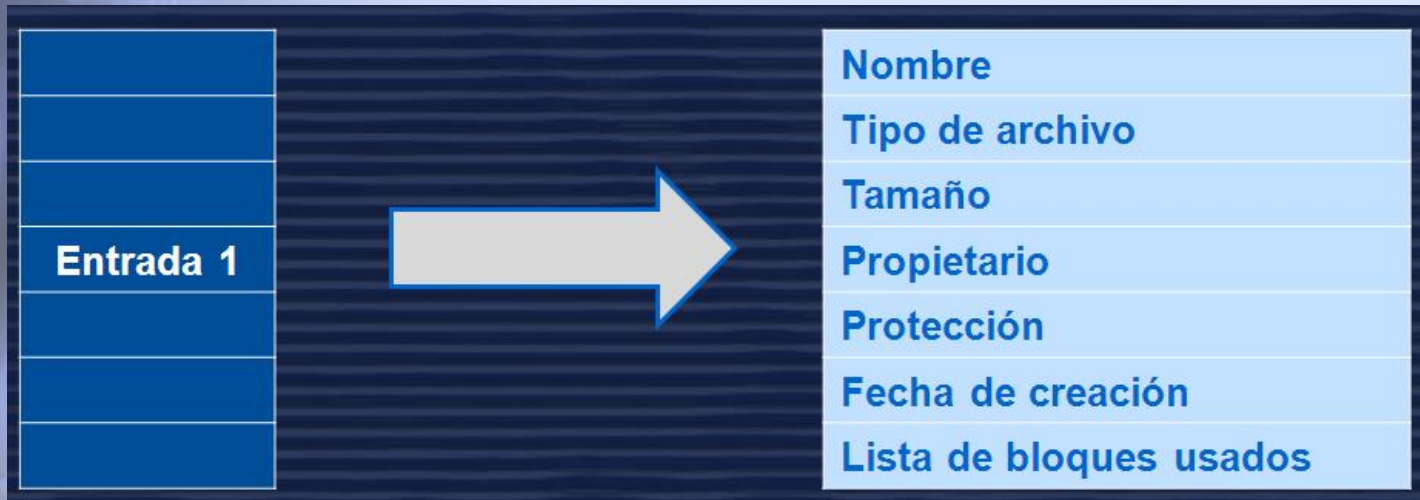 Entrada 1
Nombre
Tipo de archivo
Tamaño
Propietario
Protección
Fecha de creación
Lista de bloques usados